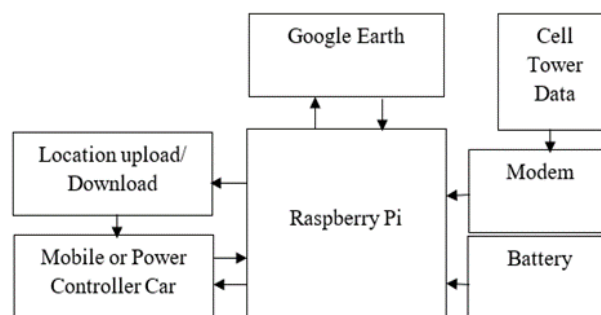 Google Earth
Cell
Tower
Data
Location upload/
Download
Modem
Raspberry Pi
Mobile or Power
Controller Car
Battery